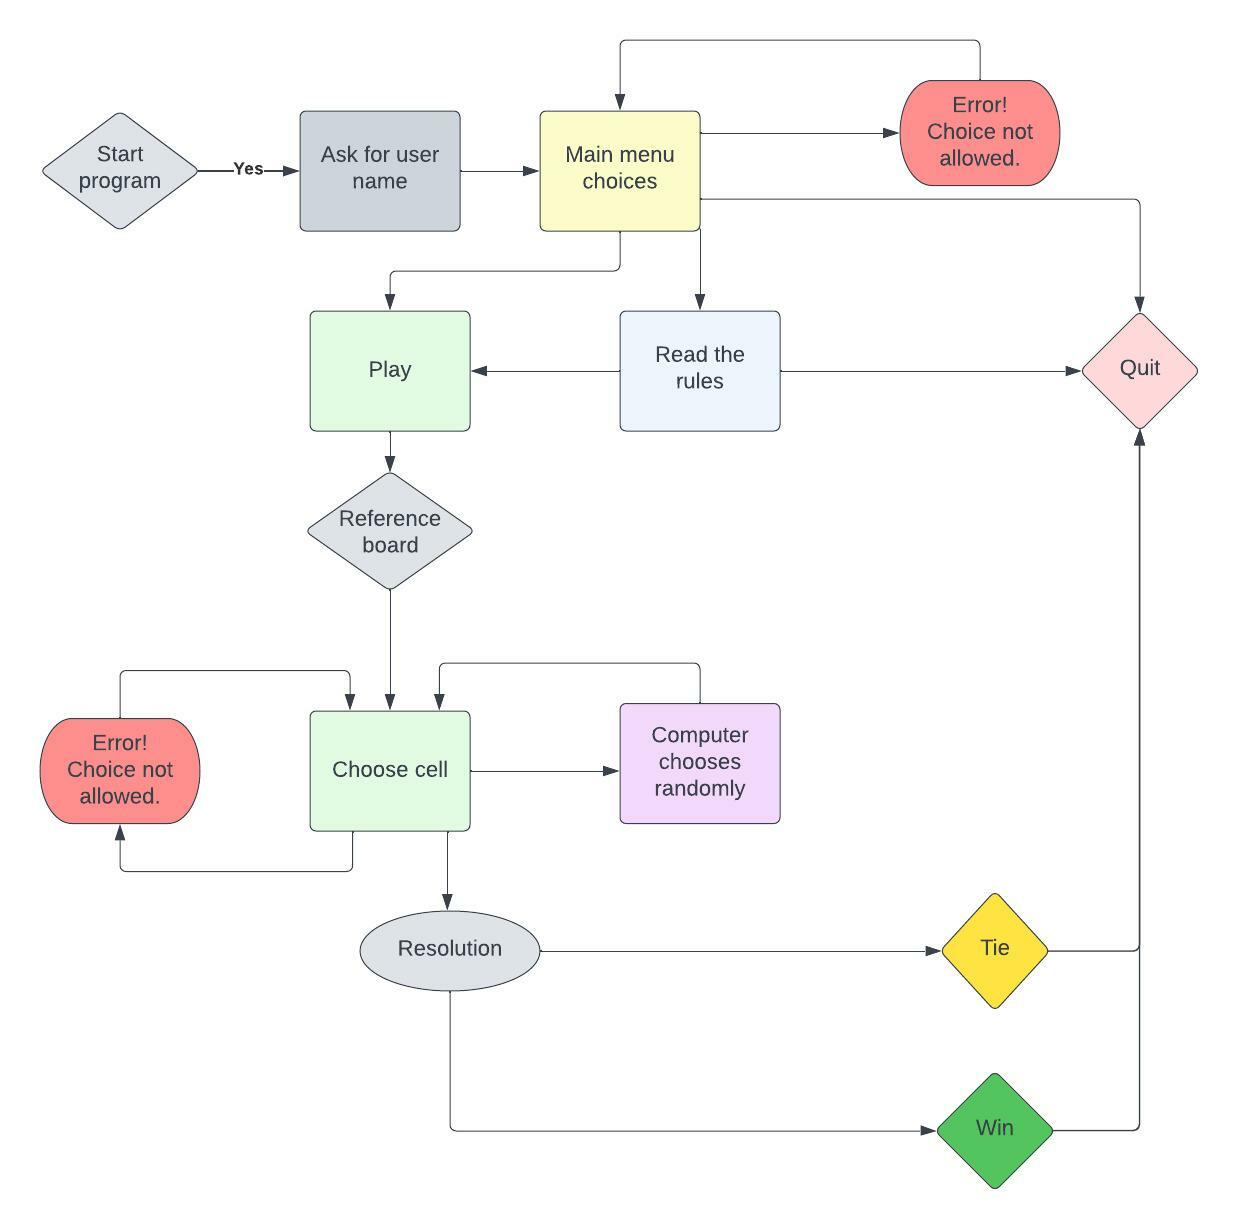 Error!
Choice not
allowed.
Start
program
Yes
Ask for user
name
Main menu
choices
Play
Read the
rules
Quit
Reference
board
Error!
Choice not
allowed.
Choose cell
Computer
chooses
randomly
Resolution
Tie
Win